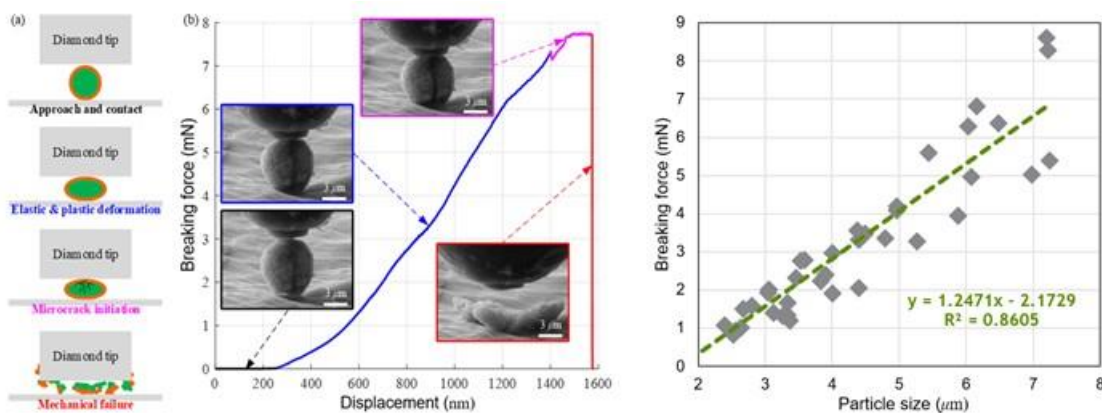 (a)
Diamond tip
Approach and contact
Diamond tip
Elastic & plastic deformation
Diamond tip
Microcrack initiation
Diamond tip
Mechanical failure
(b)
Breaking force (mN)
8
7
6
5
4
3
2
1
0
3 μm
3 μm
3 μm
3 μm
0 200 400 600 800 1000 1200 1400 1600
Displacement (nm)
Breaking force (mN)
9
8
7
6
5
4
3
2
1
0
y = 1.2471x - 2.1729
R² = 0.8605
2 3 4 5 6 7 8
Particle size (μm)